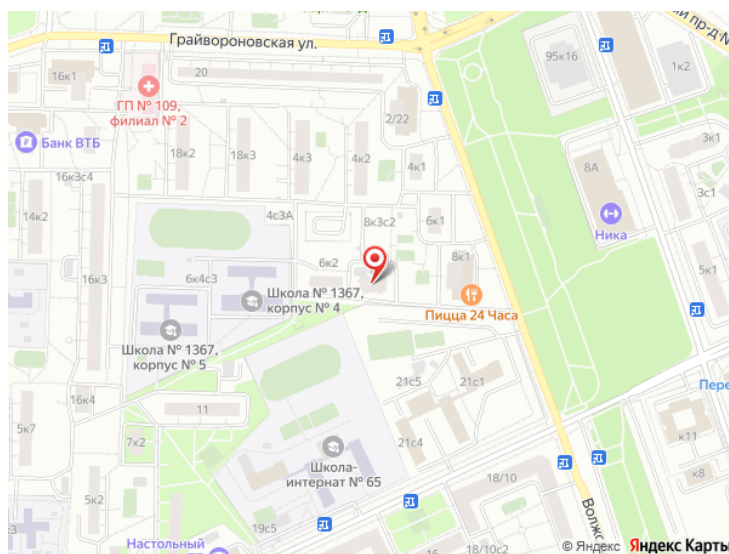 Грайвороновская ул.
95к16
16к1
20
1к2
ГП № 109,
филиал № 2
2/22
Банк ВТБ
18к2
18к3
4к3
4к2
4к1
3к1
8А
16к3с4
3с1
14к2
4с3А
8к3с2
6к1
Ника
6к2
8к1
5к1
6к4с3
16к3
Школа № 1367,
корпус № 4
Пицца 24 Часа
Школа № 1367,
корпус № 5
21с5
21с1
Пере
16к4
11
5к7
7к2
21с4
к11
Школа-
интернат № 65
18/10
к8
5к2
Волжс
19с5
Настольный
16
18/10с2
© Яндекс Яндекс Карты